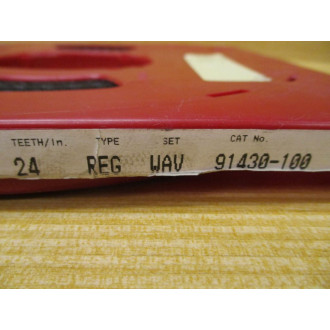 TEETH/In. TYPE SET CAT No.
24 REG WAV 91430-100